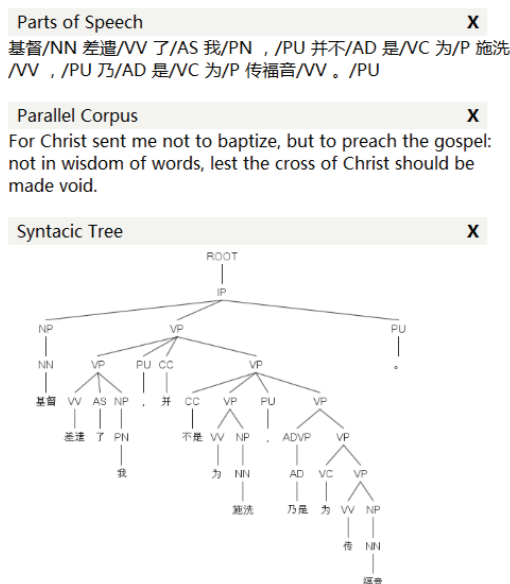 Parts of Speech X
基督/NN 差遣/VV 了/AS 我/PN ，/PU 并不/AD 是/VC 为/P 施洗
/VV ，/PU 乃/AD 是/VC 为/P 传福音/VV 。/PU
Parallel Corpus X
For Christ sent me not to baptize, but to preach the gospel:
not in wisdom of words, lest the cross of Christ should be
made void.
Syntacic Tree X
ROOT
IP
NP VP PU
NN VP PU CC VP 。
基督 VV AS NP ， 并 CC VP PU VP
差遣 了 PN 不是 VV NP ， ADVP VP
我 为 NN AD VC VP
施洗 乃是 为 VV NP
传 NN
福音